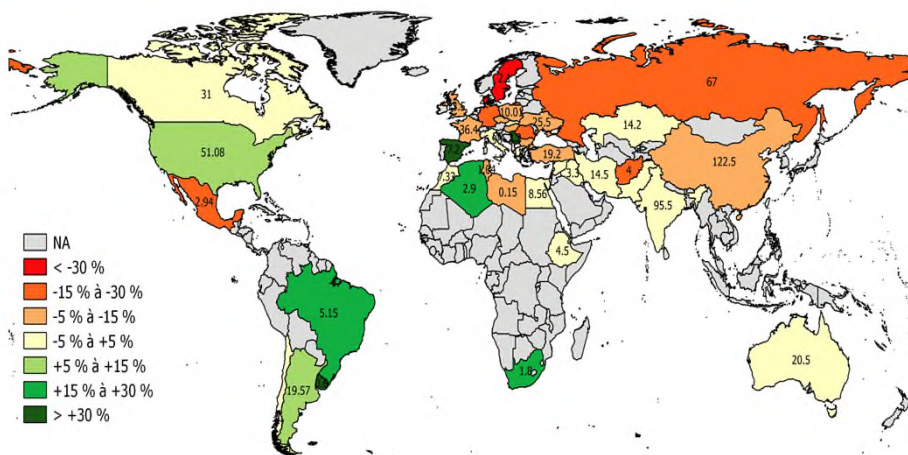 31
67
10.01
25.5
36.4
14.2
51.08
19.2
122.5
2.94
2.9
0.15
8.56
3.3
14.5
4
95.5
4.5
NA
< -30 %
-15 % à -30 %
-5 % à -15 %
-5 % à +5 %
+5 % à +15 %
+15 % à +30 %
> +30 %
5.15
1.8
20.5
19.57